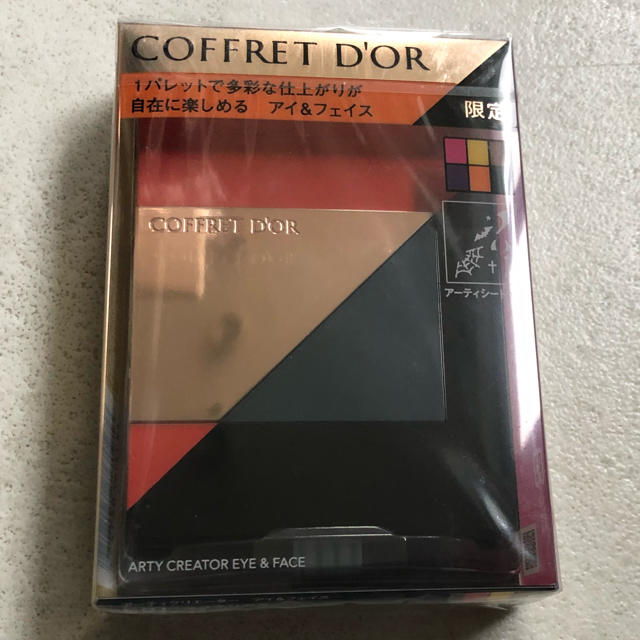 COFFRET D'OR
1パレットで多彩な仕上がりが
自在に楽しめる アイ&フェイス
限定
COFFRET D'OR
アーティシー
ARTY CREATOR EYE & FACE